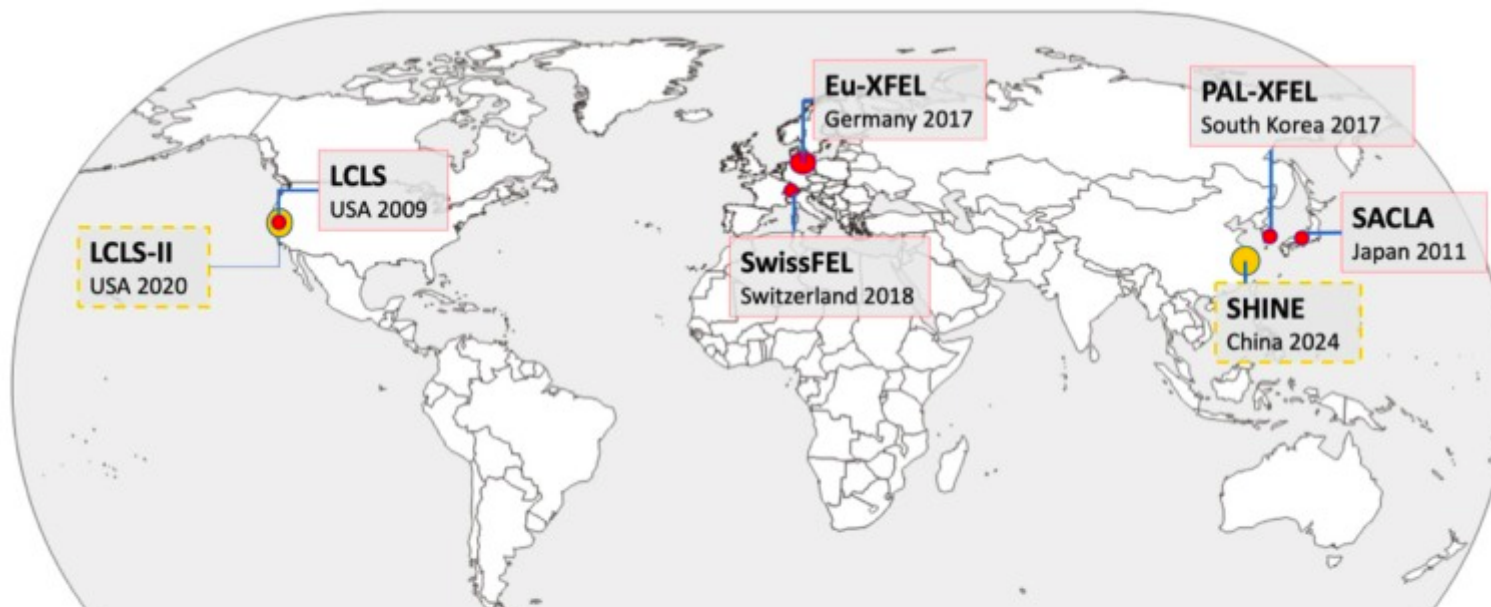 Eu-XFEL
Germany 2017
PAL-XFEL
South Korea 2017
LCLS
USA 2009
SACLA
Japan 2011
LCLS-II
USA 2020
SwissFEL
Switzerland 2018
SHINE
China 2024